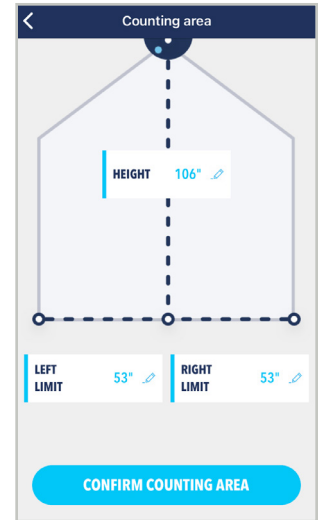 Counting area
HEIGHT 106"
LEFT
LIMIT
53"
RIGHT
LIMIT
53"
CONFIRM COUNTING AREA